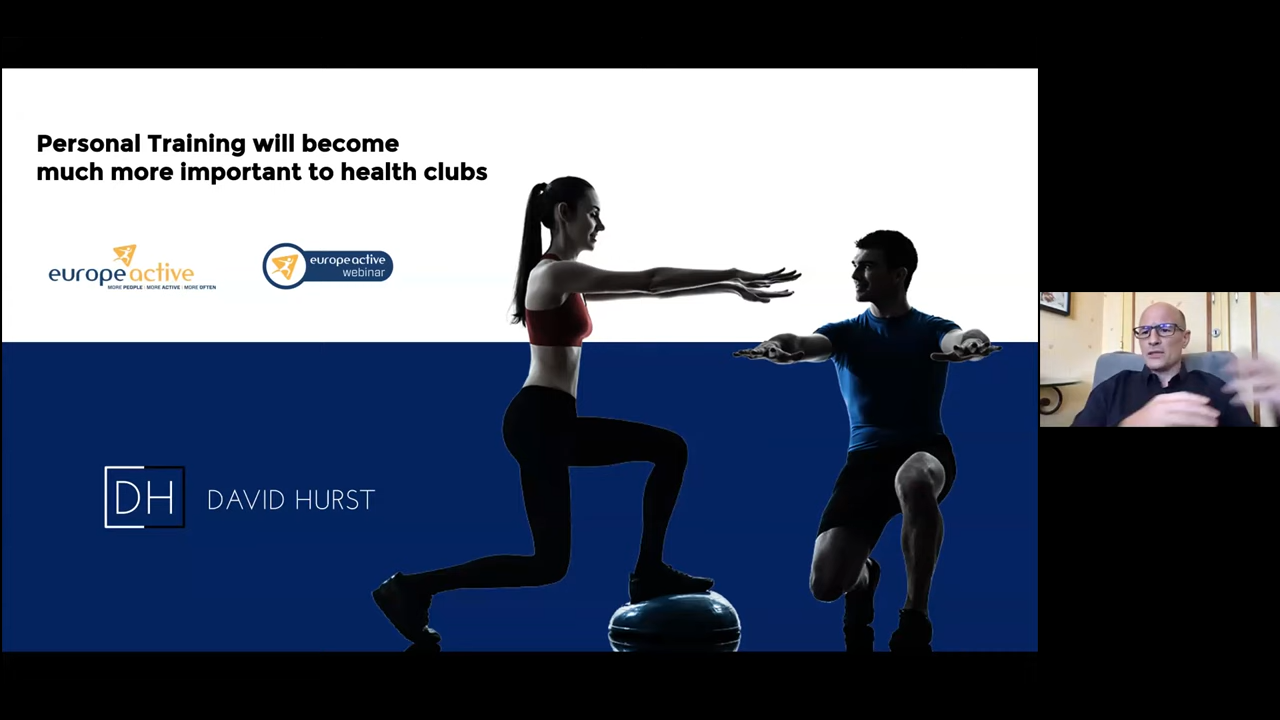 Personal Training will become
much more important to health clubs
europe active
MORE PEOPLE | MORE ACTIVE | MORE OFTEN
europe active
webinar
DH
DAVID HURST